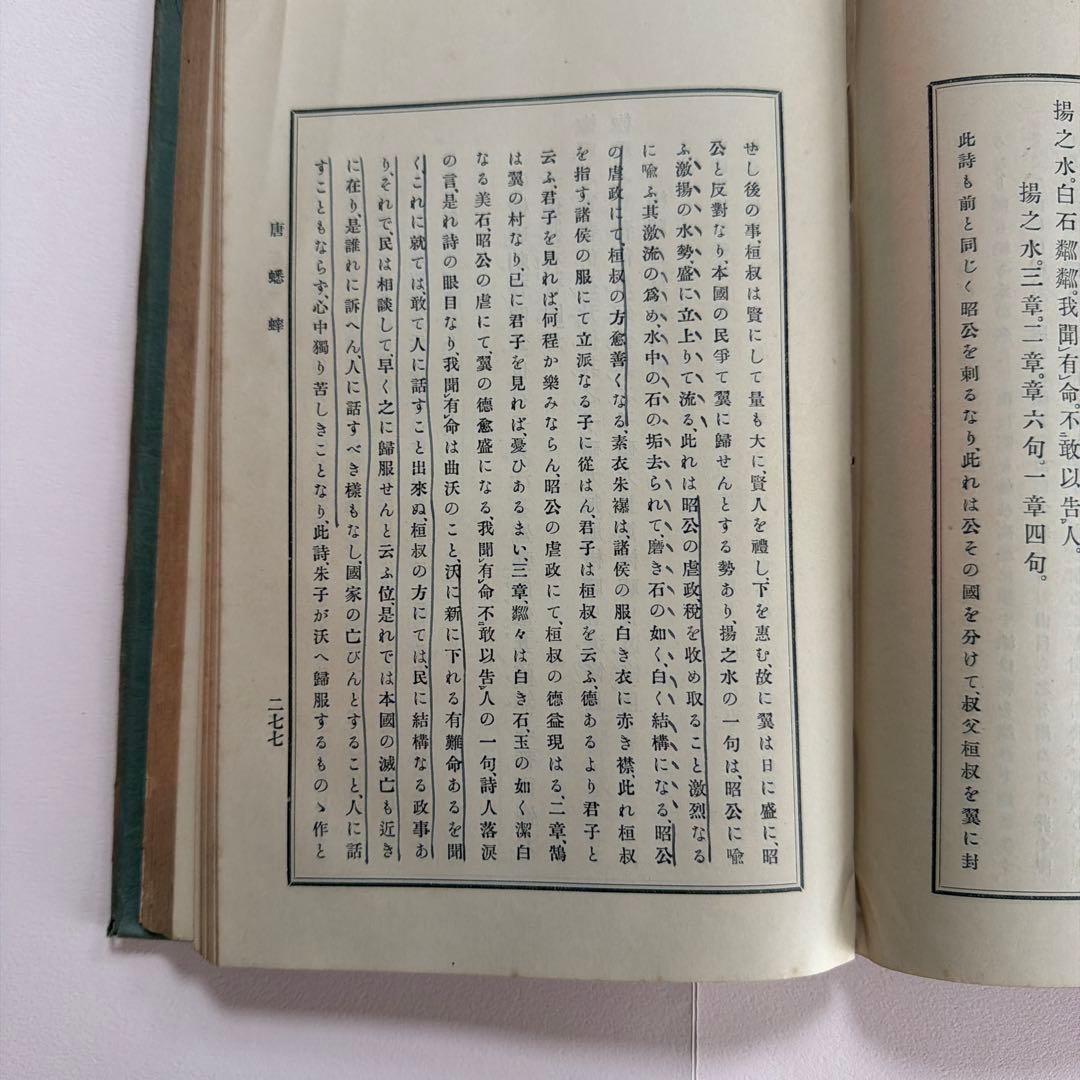 揚之水。白石粼粼。我聞有命。不敢以告人。
揚之水。三章。二章。章六句。一章四句。
此詩も前と同じく昭公を刺るなり、此れは公その國を分けて、叔父桓叔を翼に封
せし後の事、桓叔は賢にして量も大に、賢人を禮し、下を惠む、故に翼は日に盛に、昭
公と反對なり、本國の民爭て翼に歸せんとする勢あり、揚之水の一句は、昭公に喩
ふ、激揚の水勢、盛に立上りて流る、此れは昭公の虐政、稅を收め取ること激烈なる
に喩ふ、其激流の爲め、水中の石の垢去られて、磨き石の如く、白く結構になる、昭公
の虐政にて、桓叔の方愈善くなる、素衣朱襮は、諸侯の服、白き衣に赤き襟、此れ桓叔
を指す、諸侯の服にて立派なる子に從はん、君子は桓叔を云ふ、德あるより君子と
云ふ、君子を見れば、何程か樂みならん、昭公の虐政にて、桓叔の德益現はる、二章、鵠
は翼の村なり、已に君子を見れば、憂ひあるまい、三章、粼々は白き石、玉の如く潔白
なる美石、昭公の虐にて、翼の德愈盛になる、我聞有命不敢以告人の一句、詩人落淚
の言、是れ詩の眼目なり、我聞有命は曲沃のこと、沃に新に下れる有難命あるを聞
く、これに就ては、敢て人に話すこと出來ぬ、桓叔の方にては、民に結構なる政事あ
り、それで、民は相談して、早く之に歸服せんと云ふ位、是れでは本國の滅亡も近き
に在り、是誰れに訴へん、人に話すべき樣もなし、國家の亡びんとすること、人に話
すこともならず、心中獨り苦しきことなり、此詩、朱子が沃へ歸服するものゝ作と
唐 蟋蟀
二七七